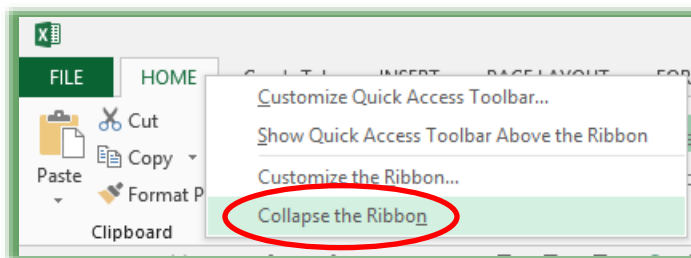 FILE HOME INSERT PAGE LAYOUT
Customize Quick Access Toolbar...
Cut
Show Quick Access Toolbar Above the Ribbon
Copy
Paste
Customize the Ribbon...
Format P
Collapse the Ribbon
Clipboard